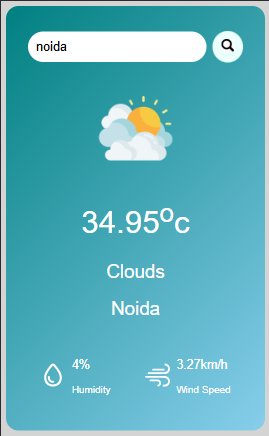 noida
34.95°c
Clouds
Noida
4%
Humidity
3.27km/h
Wind Speed